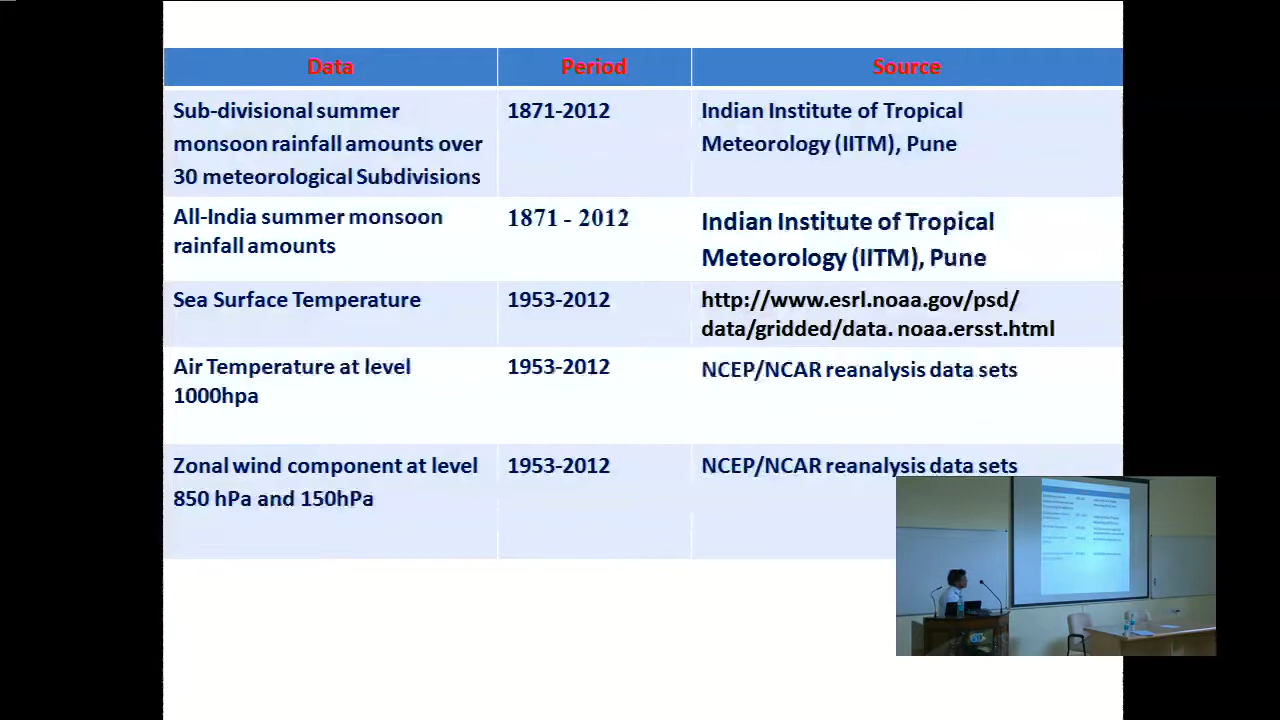 Data Period Source
Sub-divisional summer 1871-2012 Indian Institute of Tropical
monsoon rainfall amounts over Meteorology (IITM), Pune
30 meteorological Subdivisions
All-India summer monsoon 1871 - 2012 Indian Institute of Tropical
rainfall amounts Meteorology (IITM), Pune
Sea Surface Temperature 1953-2012 http://www.esrl.noaa.gov/psd/
data/gridded/data. noaa.ersst.html
Air Temperature at level 1953-2012 NCEP/NCAR reanalysis data sets
1000hpa
Zonal wind component at level 1953-2012 NCEP/NCAR reanalysis data sets
850 hPa and 150hPa